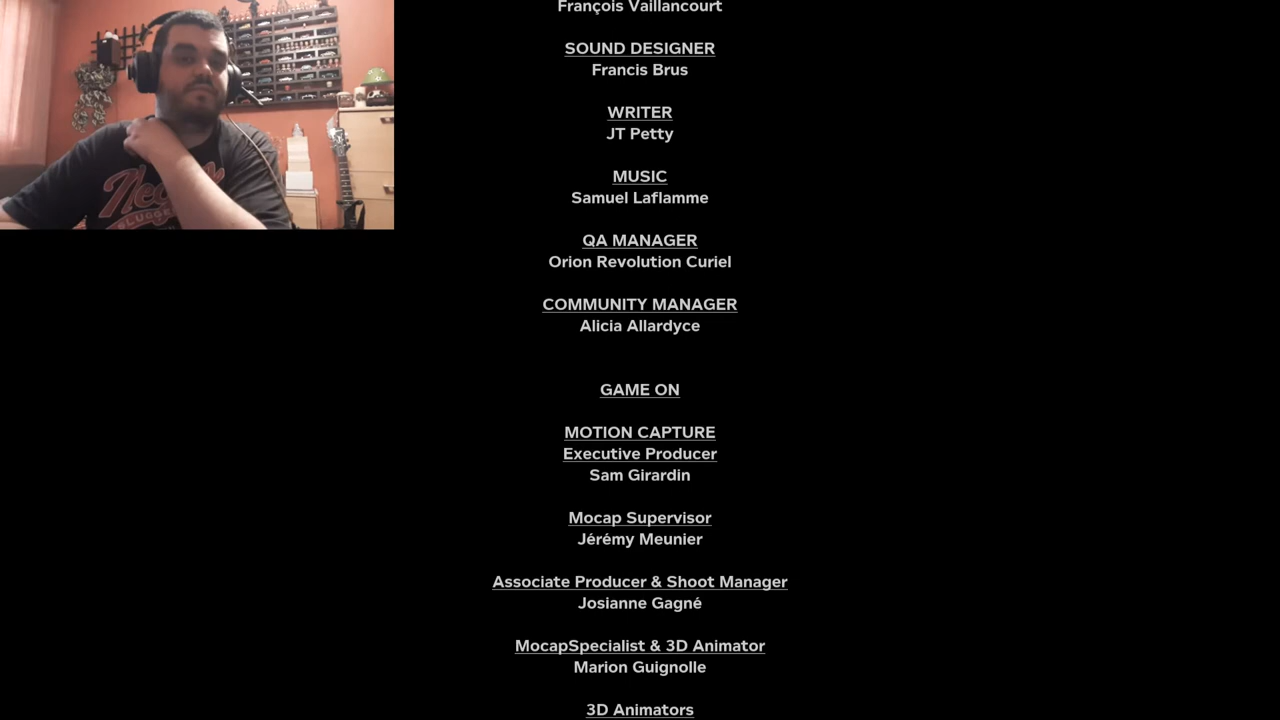 François Vaillancourt
SOUND DESIGNER
Francis Brus
WRITER
JT Petty
MUSIC
Samuel Laflamme
QA MANAGER
Orion Revolution Curiel
COMMUNITY MANAGER
Alicia Allardyce
GAME ON
MOTION CAPTURE
Executive Producer
Sam Girardin
Mocap Supervisor
Jérémy Meunier
Associate Producer & Shoot Manager
Josianne Gagné
MocapSpecialist & 3D Animator
Marion Guignolle
3D Animators